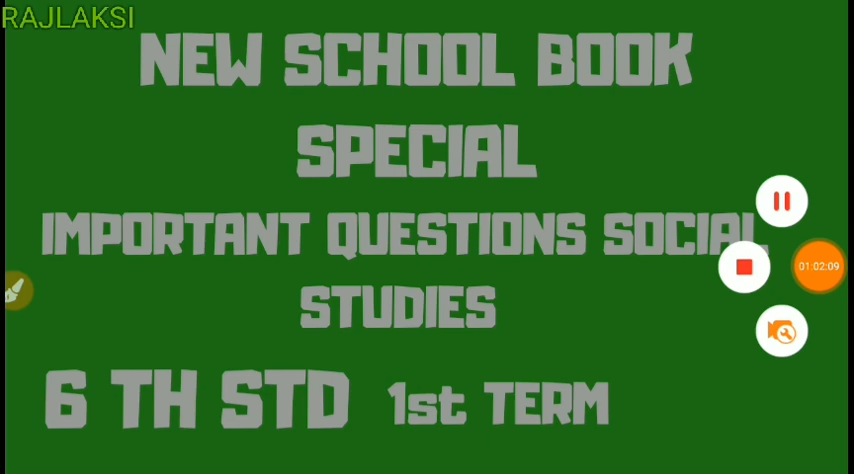 RAJLAKSI
NEW SCHOOL BOOK
SPECIAL
IMPORTANT QUESTIONS SOCIAL
STUDIES
6 TH STD 1st TERM
01:02:09